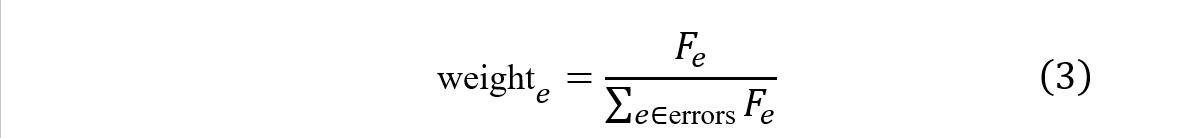 weight_e = F_e / ∑_{e∈errors} F_e (3)